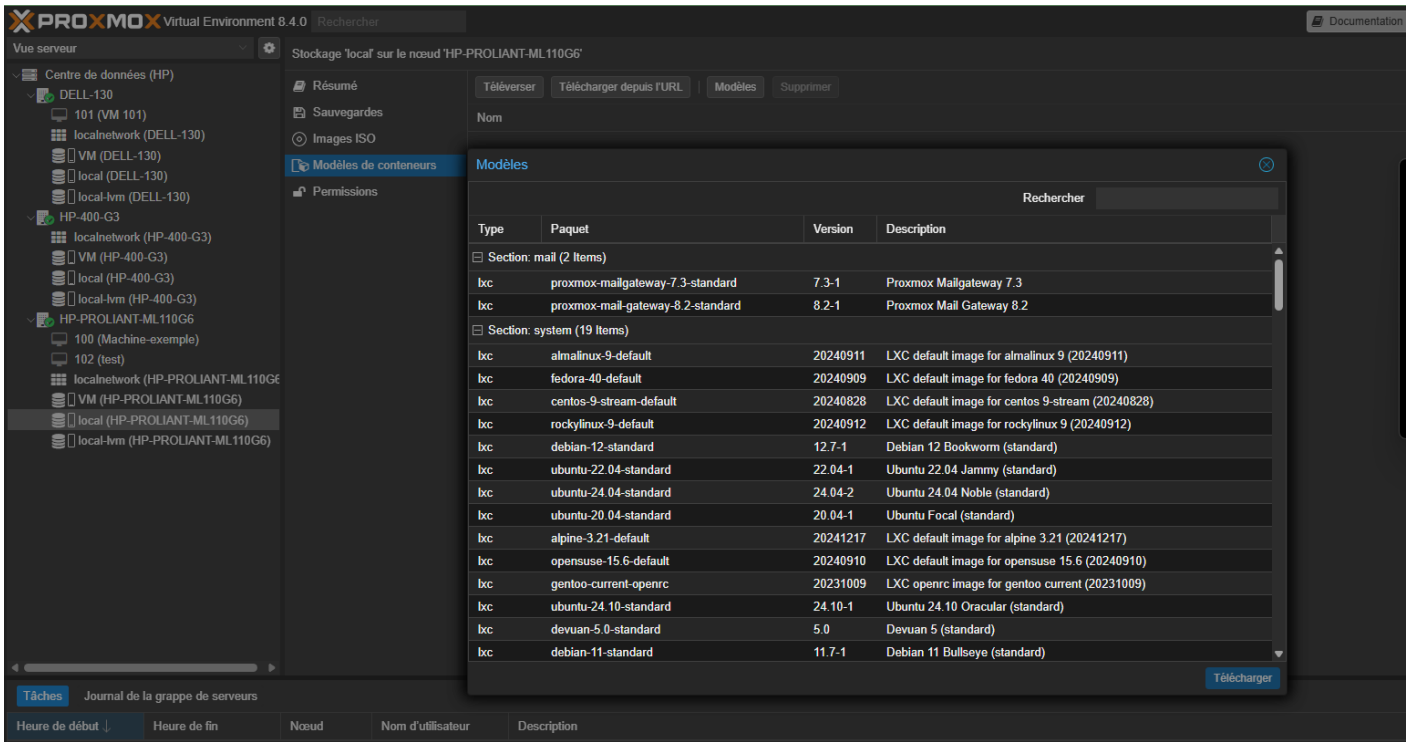 PROXMOX Virtual Environment 8.4.0 Rechercher
Documentation
Vue serveur
Centre de données (HP)
DELL-130
101 (VM 101)
localnetwork (DELL-130)
VM (DELL-130)
local (DELL-130)
local-lvm (DELL-130)
HP-400-G3
localnetwork (HP-400-G3)
VM (HP-400-G3)
local (HP-400-G3)
local-lvm (HP-400-G3)
HP-PROLIANT-ML110G6
100 (Machine-exemple)
102 (test)
localnetwork (HP-PROLIANT-ML110G6
VM (HP-PROLIANT-ML110G6)
local (HP-PROLIANT-ML110G6)
local-lvm (HP-PROLIANT-ML110G6)
Stockage 'local' sur le nœud 'HP-PROLIANT-ML110G6'
Résumé
Sauvegardes
Images ISO
Modèles de conteneurs
Permissions
Téléverser Télécharger depuis l'URL Modèles Supprimer
Nom
Modèles
Rechercher
Type Paquet Version Description
Section: mail (2 Items)
lxc proxmox-mailgateway-7.3-standard 7.3-1 Proxmox Mailgateway 7.3
lxc proxmox-mail-gateway-8.2-standard 8.2-1 Proxmox Mail Gateway 8.2
Section: system (19 Items)
lxc almalinux-9-default 20240911 LXC default image for almalinux 9 (20240911)
lxc fedora-40-default 20240909 LXC default image for fedora 40 (20240909)
lxc centos-9-stream-default 20240828 LXC default image for centos 9-stream (20240828)
lxc rockylinux-9-default 20240912 LXC default image for rockylinux 9 (20240912)
lxc debian-12-standard 12.7-1 Debian 12 Bookworm (standard)
lxc ubuntu-22.04-standard 22.04-1 Ubuntu 22.04 Jammy (standard)
lxc ubuntu-24.04-standard 24.04-2 Ubuntu 24.04 Noble (standard)
lxc ubuntu-20.04-standard 20.04-1 Ubuntu Focal (standard)
lxc alpine-3.21-default 20241217 LXC default image for alpine 3.21 (20241217)
lxc opensuse-15.6-default 20240910 LXC default image for opensuse 15.6 (20240910)
lxc gentoo-current-openrc 20231009 LXC openrc image for gentoo current (20231009)
lxc ubuntu-24.10-standard 24.10-1 Ubuntu 24.10 Oracular (standard)
lxc devuan-5.0-standard 5.0 Devuan 5 (standard)
lxc debian-11-standard 11.7-1 Debian 11 Bullseye (standard)
Télécharger
Tâches Journal de la grappe de serveurs
Heure de début Heure de fin Nœud Nom d'utilisateur Description